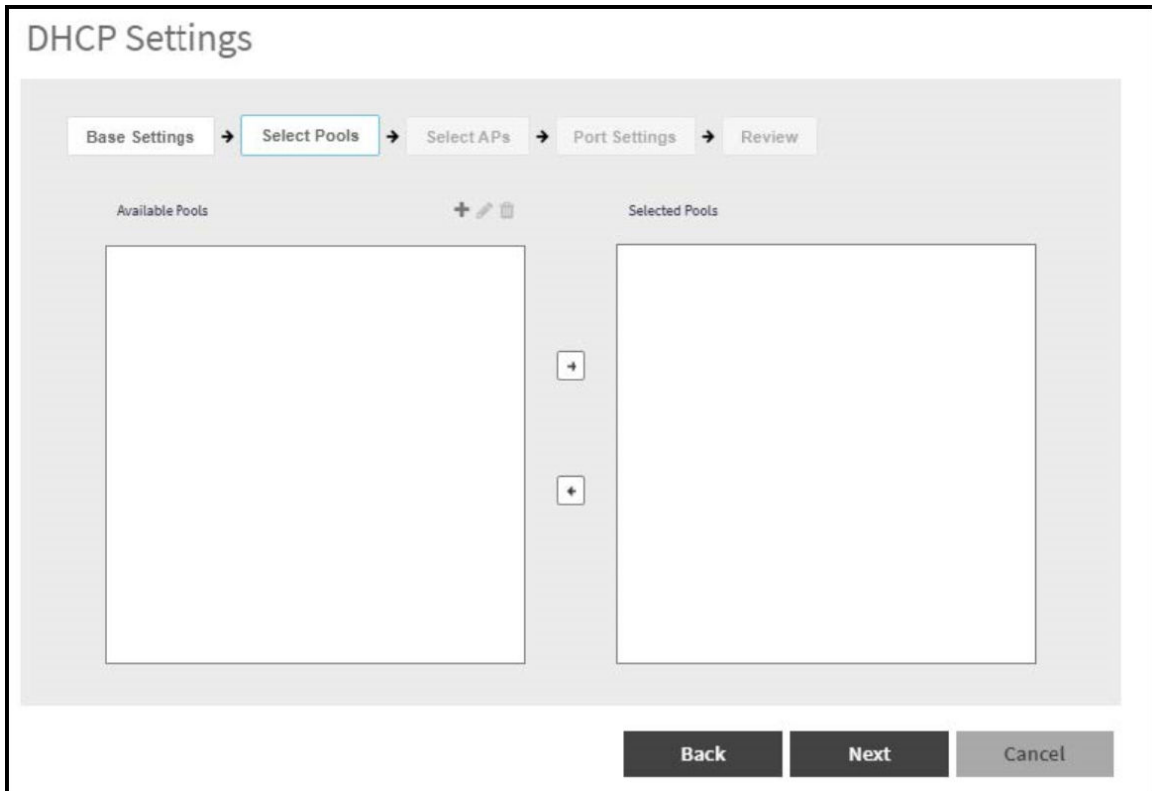 DHCP Settings
Base Settings → Select Pools → Select APs → Port Settings → Review
Available Pools
Selected Pools
Back
Next
Cancel